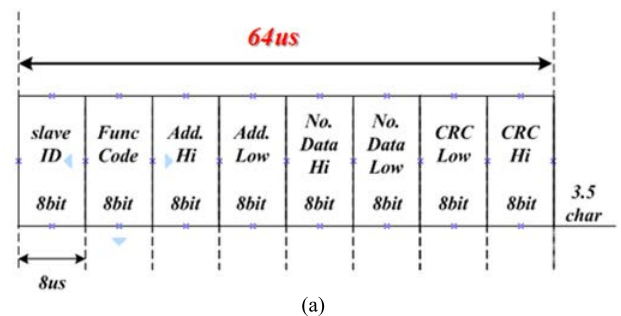 64us
slave ID 8bit
Func Code 8bit
Add. Hi 8bit
Add. Low 8bit
No. Data Hi 8bit
No. Data Low 8bit
CRC Low 8bit
CRC Hi 8bit
3.5 char
8us
(a)